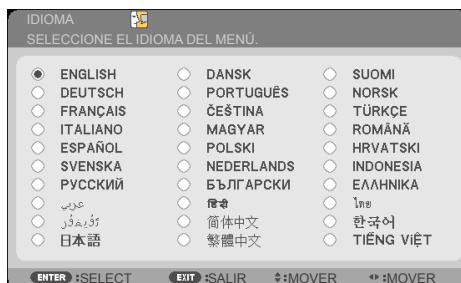 IDIOMA
SELECCIONE EL IDIOMA DEL MENÚ.
ENGLISH DANSK SUOMI
DEUTSCH PORTUGUÊS NORSK
FRANÇAIS ČEŠTINA TÜRKÇE
ITALIANO MAGYAR ROMÂNĂ
ESPAÑOL POLSKI HRVATSKI
SVENSKA NEDERLANDS INDONESIA
РУССКИЙ БЪЛГАРСКИ ΕΛΛΗΝΙΚΑ
عربي हिंदी ไทย
简体中文 한국어
日本語 繁體中文 TIẾNG VIỆT
ENTER :SELECT EXIT :SALIR :MOVER :MOVER